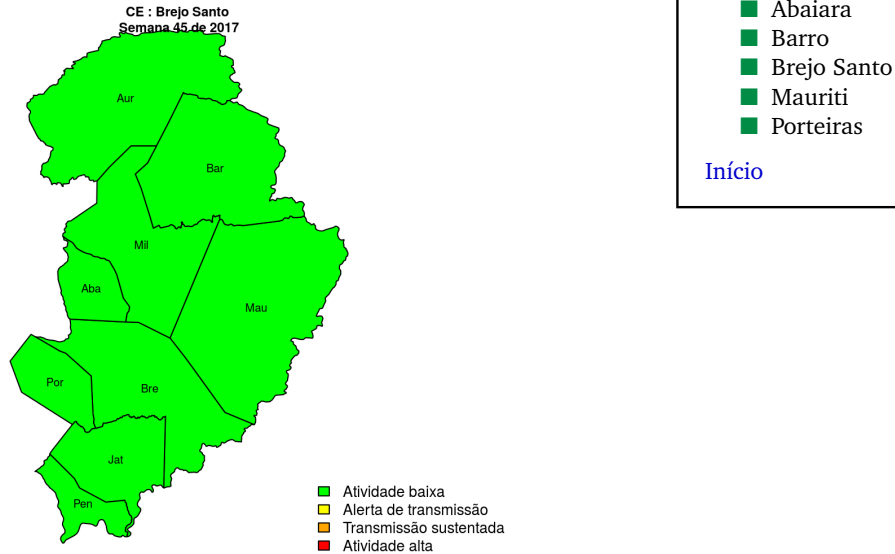 CE : Brejo Santo
Semana 45 de 2017
Aur
Bar
Mil
Aba
Mau
Por
Bre
Jat
Pen
Atividade baixa
Alerta de transmissão
Transmissão sustentada
Atividade alta
Abaiara
Barro
Brejo Santo
Mauriti
Porteiras
Início